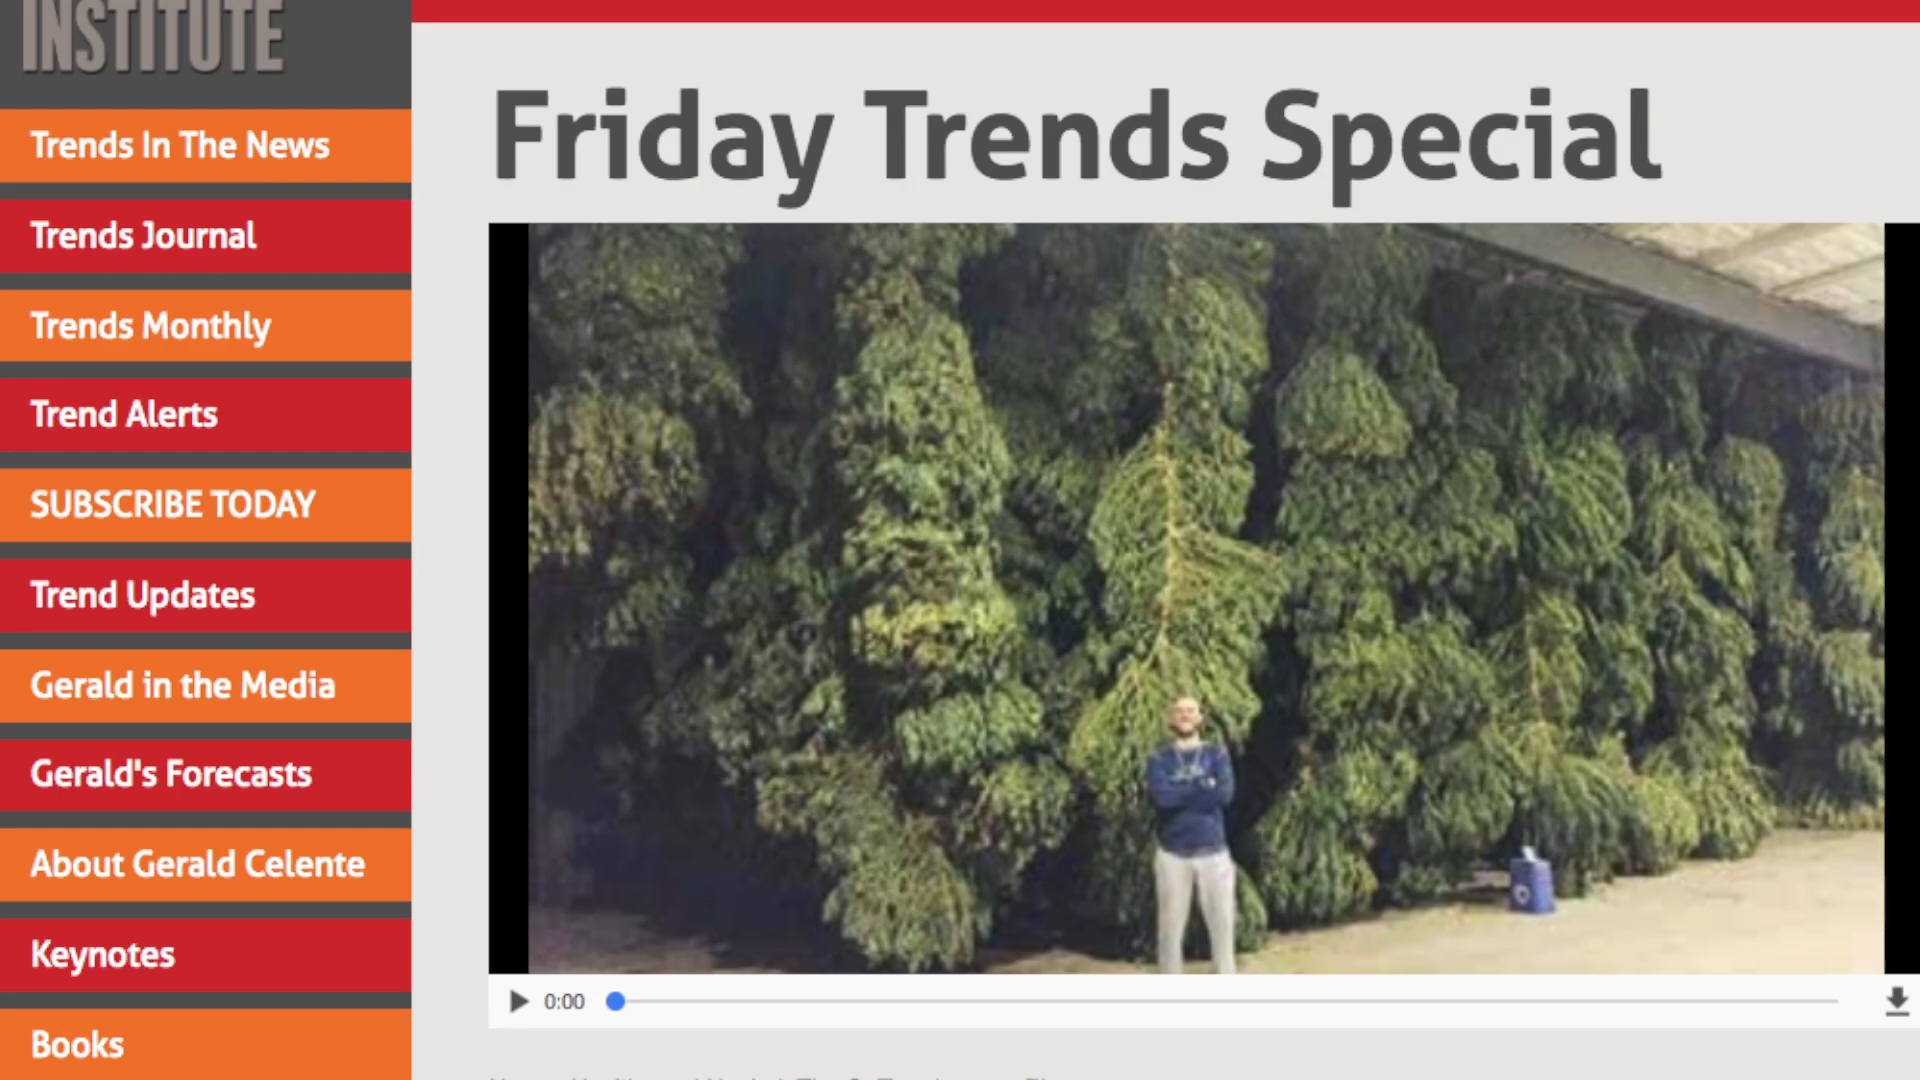 INSTITUTE
Trends In The News
Trends Journal
Trends Monthly
Trend Alerts
SUBSCRIBE TODAY
Trend Updates
Gerald in the Media
Gerald's Forecasts
About Gerald Celente
Keynotes
Books
Friday Trends Special
0:00